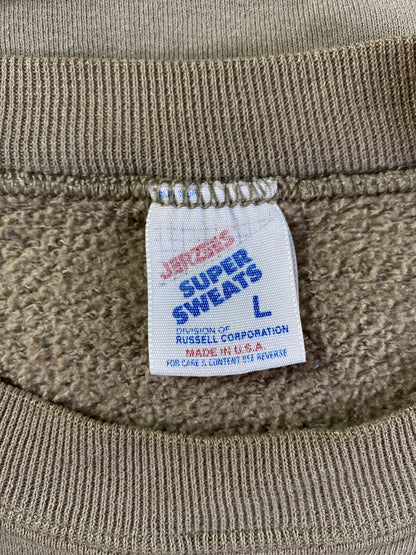 JERZEES
SUPER
SWEATS
L
DIVISION OF
RUSSELL CORPORATION
MADE IN U.S.A.
FOR CARE & CONTENT SEE REVERSE